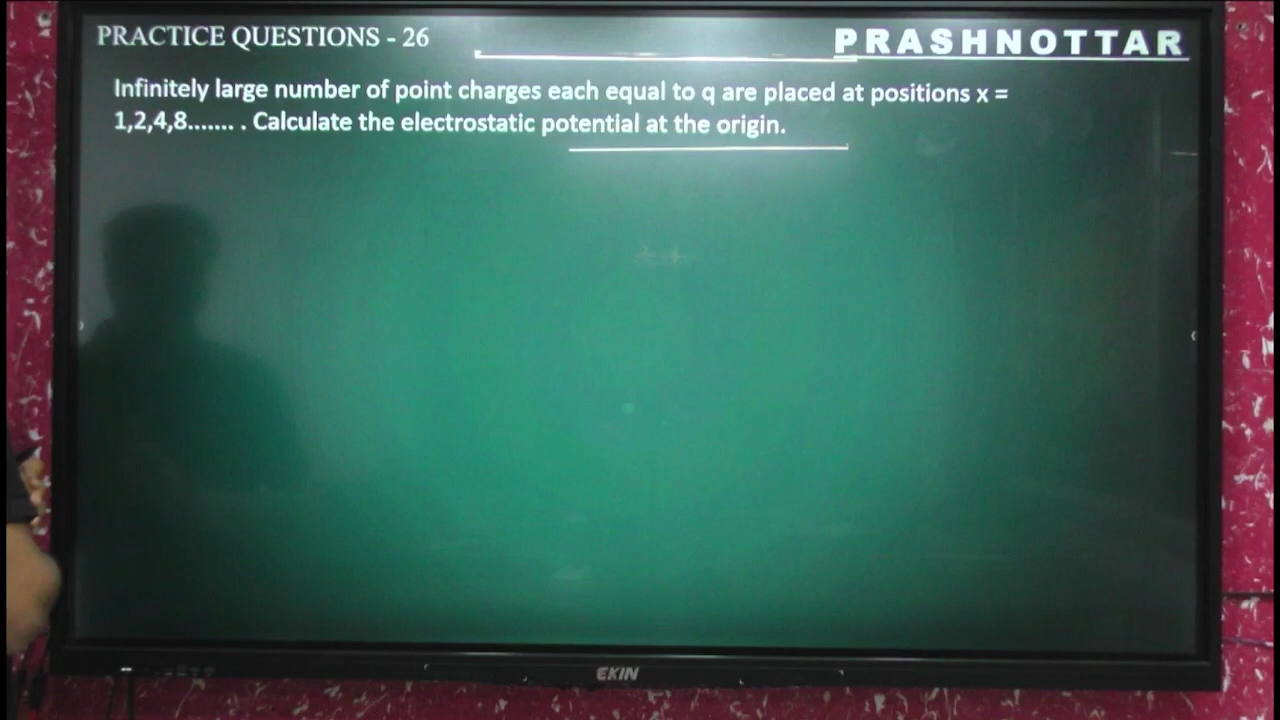 PRACTICE QUESTIONS - 26
PRASHNOTTAR
Infinitely large number of point charges each equal to q are placed at positions x =
1,2,4,8....... . Calculate the electrostatic potential at the origin.
EKIN